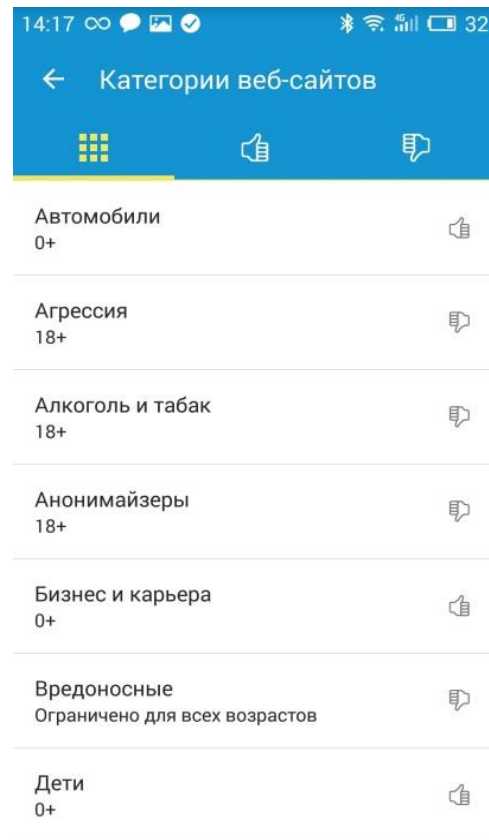 14:17 32
Категории веб-сайтов
Автомобили
0+
Агрессия
18+
Алкоголь и табак
18+
Анонимайзеры
18+
Бизнес и карьера
0+
Вредоносные
Ограничено для всех возрастов
Дети
0+